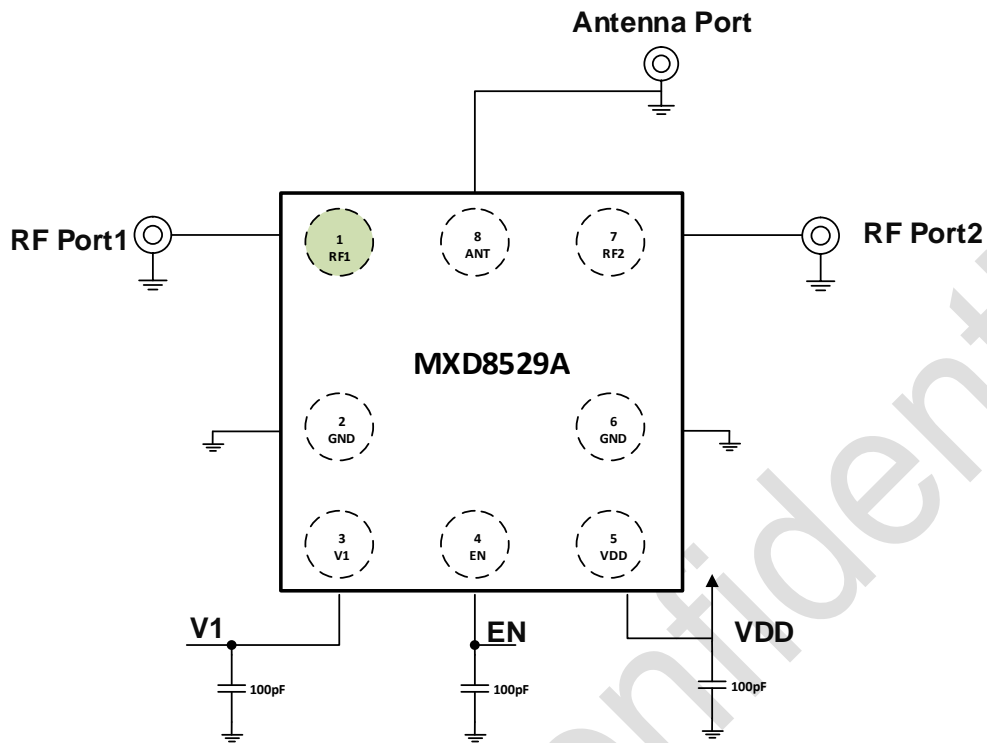 Antenna Port
RF Port1
1
RF1
8
ANT
7
RF2
RF Port2
MXD8529A
2
GND
6
GND
3
V1
4
EN
5
VDD
V1
EN
VDD
100pF
100pF
100pF